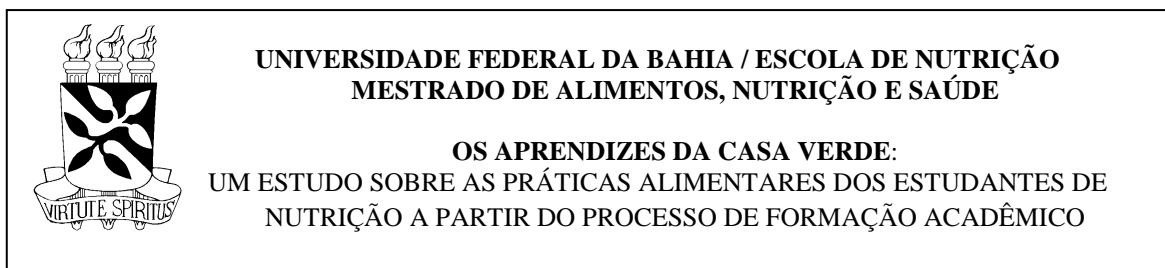 UNIVERSIDADE FEDERAL DA BAHIA / ESCOLA DE NUTRIÇÃO
MESTRADO DE ALIMENTOS, NUTRIÇÃO E SAÚDE
OS APRENDIZES DA CASA VERDE:
UM ESTUDO SOBRE AS PRÁTICAS ALIMENTARES DOS ESTUDANTES DE
NUTRIÇÃO A PARTIR DO PROCESSO DE FORMAÇÃO ACADÊMICO
VIRTUTE SPIRITUS